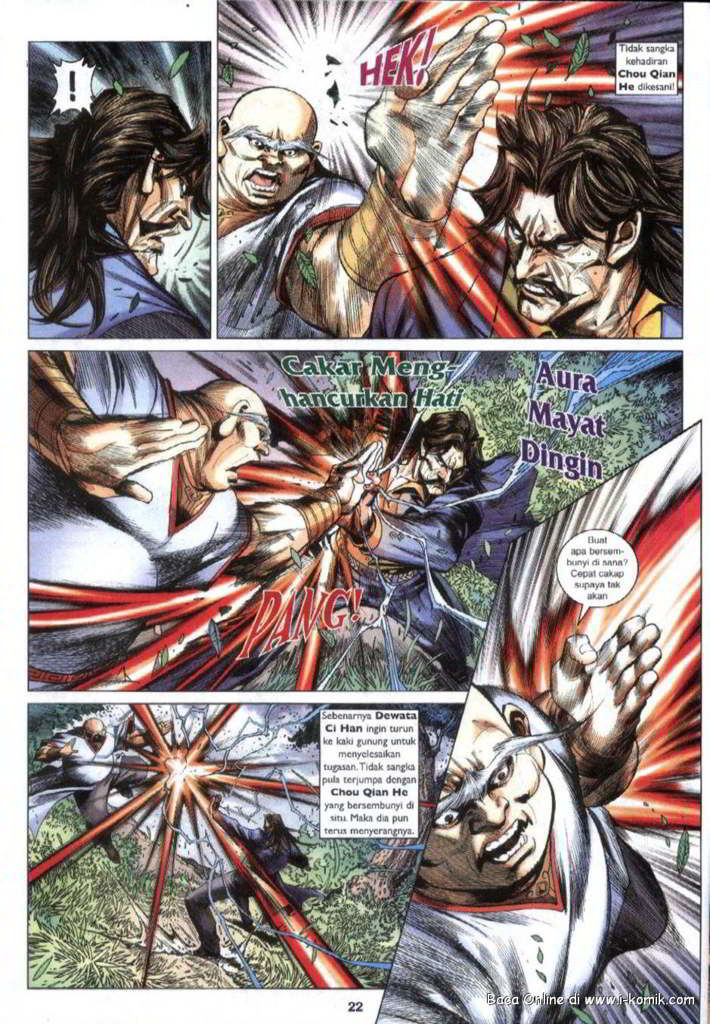 !
HEK!
Tidak sangka
kehadiran
Chou Qian
He dikesani!
Cakar Meng-
hancurkan Hati
Aura
Mayat
Dingin
PANG!
Buat
apa bersem-
bunyi di sana?
Cepat cakap
supaya tak
akan
Sebenarnya Dewata
Ci Han ingin turun
ke kaki gunung untuk
menyelesaikan
tugasan. Tidak sangka
pula terjumpa dengan
Chou Qian He
yang bersembunyi di
situ. Maka dia pun
terus menyerangnya.
22
Baca Online di www.i-komik.com